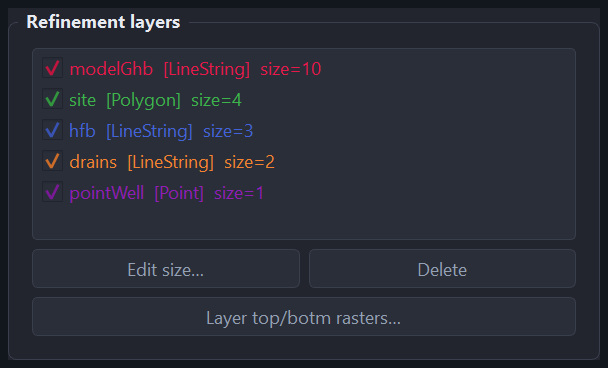 Refinement layers
modelGhb [LineString] size=10
site [Polygon] size=4
hfb [LineString] size=3
drains [LineString] size=2
pointWell [Point] size=1
Edit size...
Delete
Layer top/botm rasters...